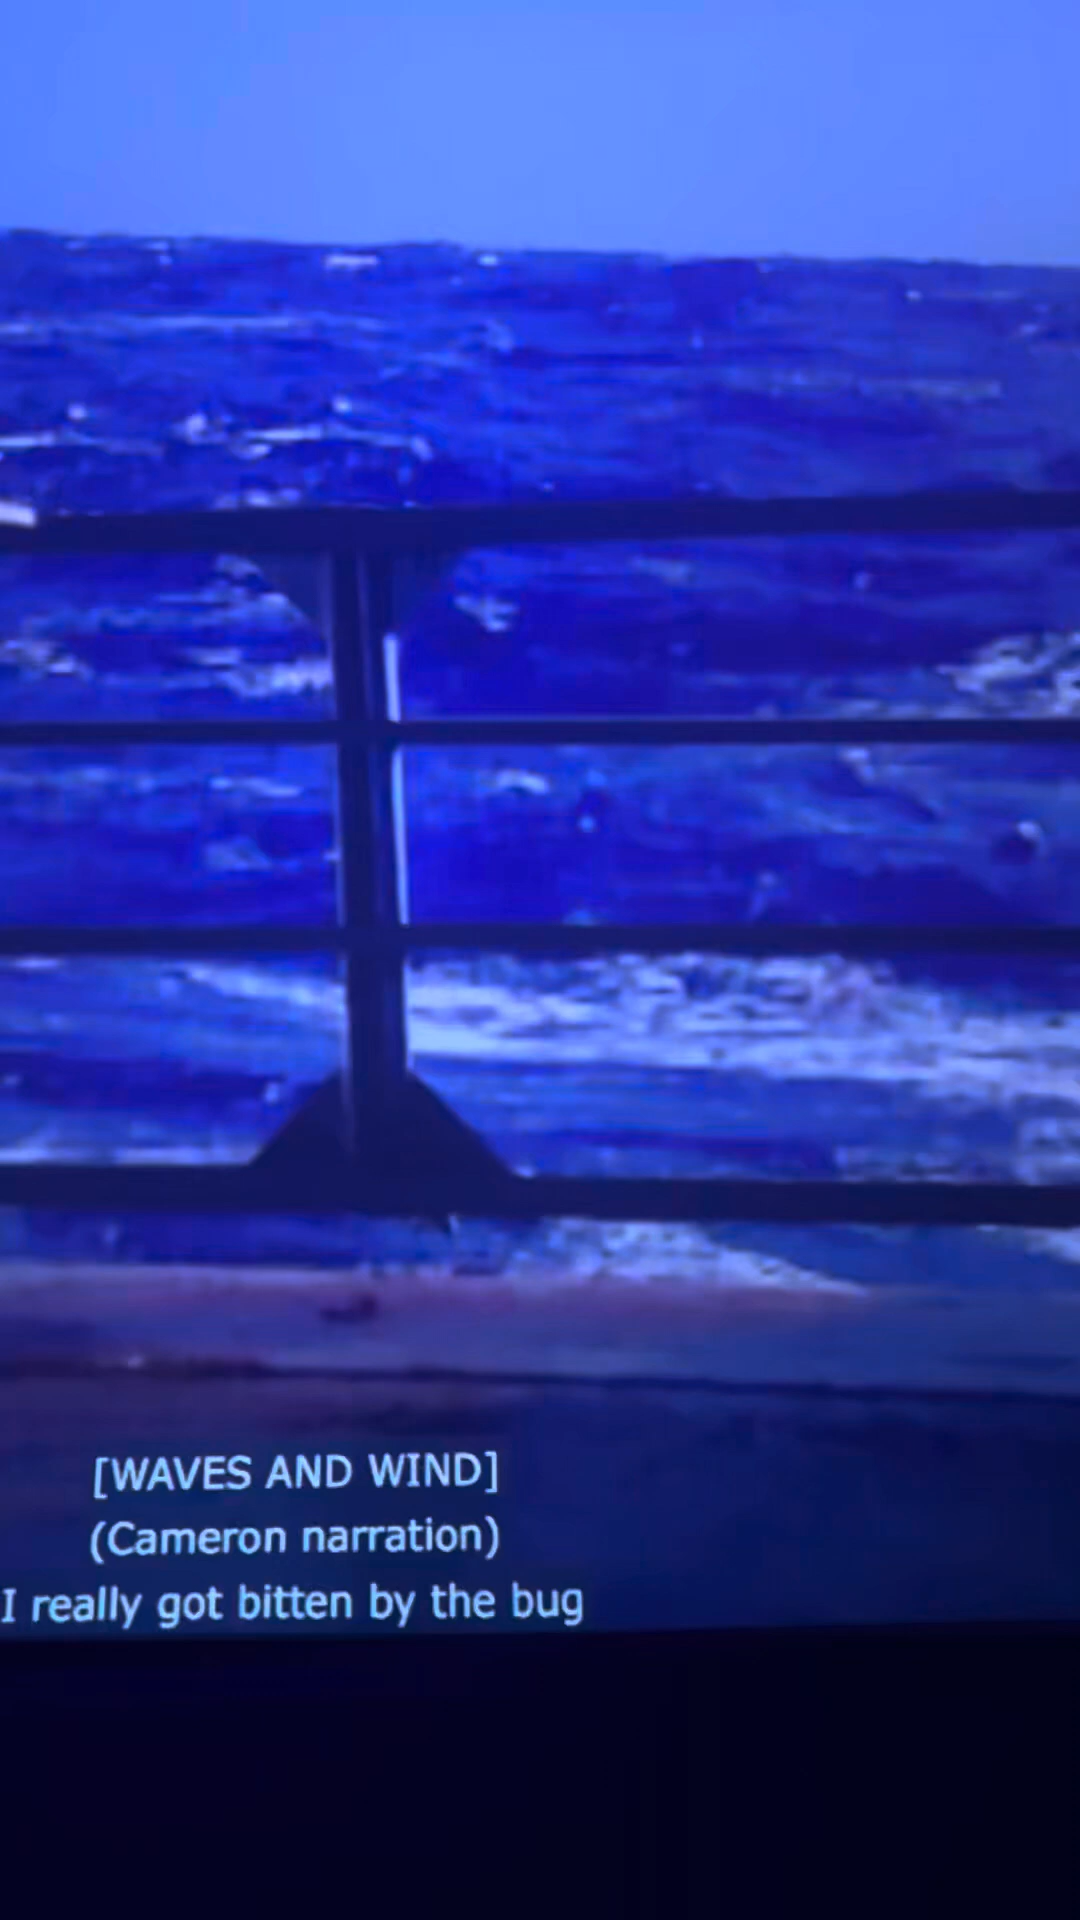 [WAVES AND WIND]
(Cameron narration)
I really got bitten by the bug